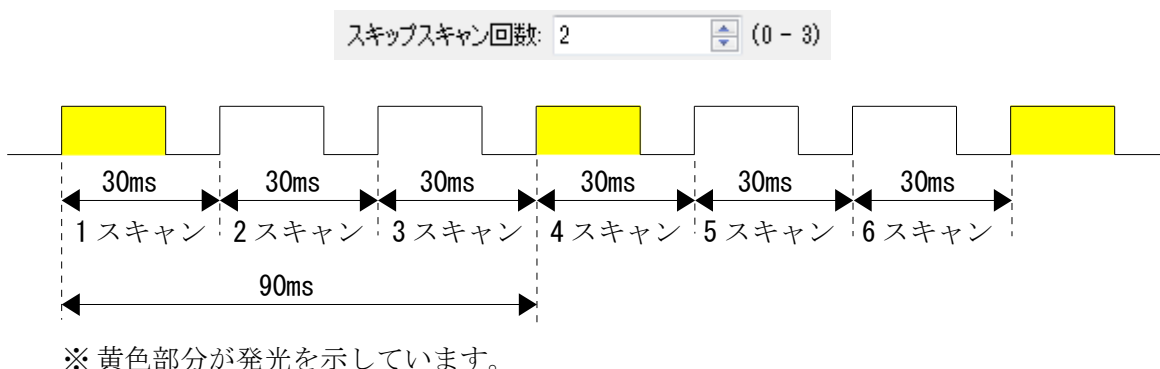 スキップスキャン回数: 2 (0 - 3)
30ms 30ms 30ms 30ms 30ms 30ms
1 スキャン 2 スキャン 3 スキャン 4 スキャン 5 スキャン 6 スキャン
90ms
※ 黄色部分が発光を示しています。